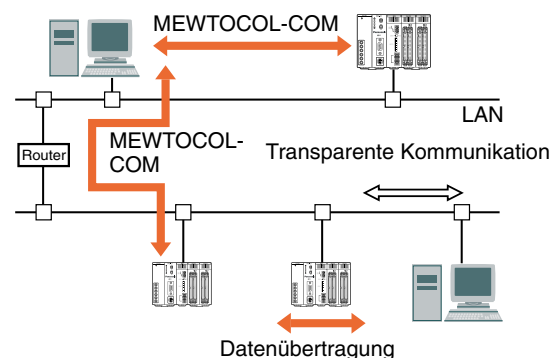 MEWTOCOL-COM
LAN
MEWTOCOL-
COM
Router
Transparente Kommunikation
Datenübertragung